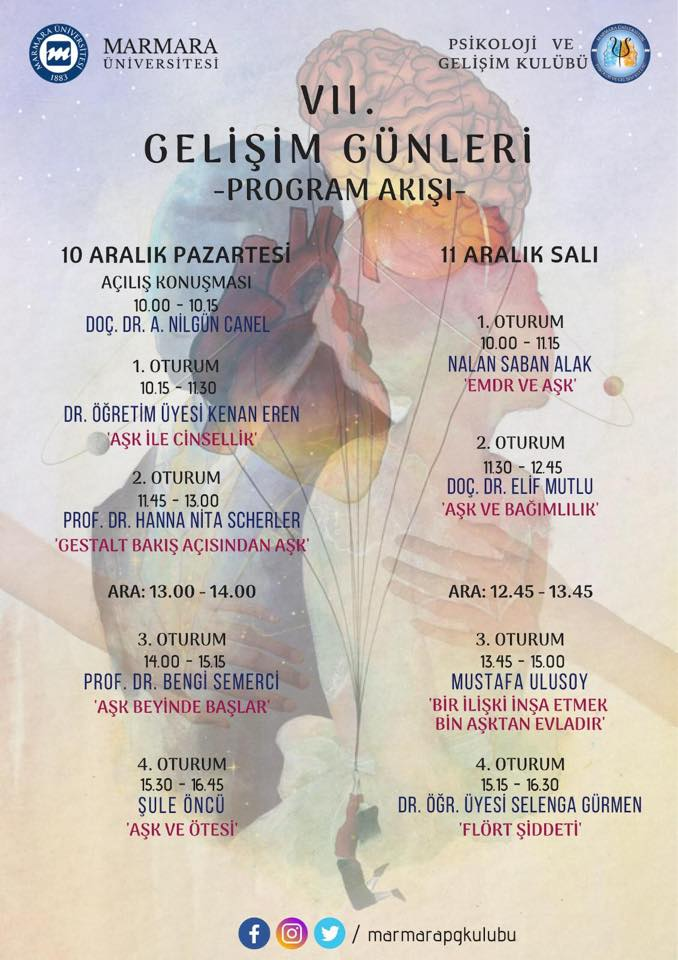 MARMARA ÜNİVERSİTESİ
1883
MARMARA
ÜNİVERSİTESİ
PSİKOLOJİ VE
GELİŞİM KULÜBÜ
VII.
GELİŞİM GÜNLERİ
-PROGRAM AKIŞI-
10 ARALIK PAZARTESİ
AÇILIŞ KONUŞMASI
10.00 - 10.15
DOÇ. DR. A. NİLGÜN CANEL
1. OTURUM
10.15 - 11.30
DR. ÖĞRETİM ÜYESİ KENAN EREN
'AŞK İLE CİNSELLİK'
2. OTURUM
11.45 - 13.00
PROF. DR. HANNA NİTA SCHERLER
'GESTALT BAKIŞ AÇISINDAN AŞK'
ARA: 13.00 - 14.00
3. OTURUM
14.00 - 15.15
PROF. DR. BENGİ SEMERCİ
'AŞK BEYİNDE BAŞLAR'
4. OTURUM
15.30 - 16.45
ŞULE ÖNCÜ
'AŞK VE ÖTESİ'
11 ARALIK SALI
1. OTURUM
10.00 - 11.15
NALAN SABAN ALAK
'EMDR VE AŞK'
2. OTURUM
11.30 - 12.45
DOÇ. DR. ELİF MUTLU
'AŞK VE BAĞIMLILIK'
ARA: 12.45 - 13.45
3. OTURUM
13.45 - 15.00
MUSTAFA ULUSOY
'BİR İLİŞKİ İNŞA ETMEK
BİN AŞKTAN EVLADIR'
4. OTURUM
15.15 - 16.30
DR. ÖĞR. ÜYESİ SELENGA GÜRMEN
'FLÖRT ŞİDDETİ'
/ marmarapgkulubu